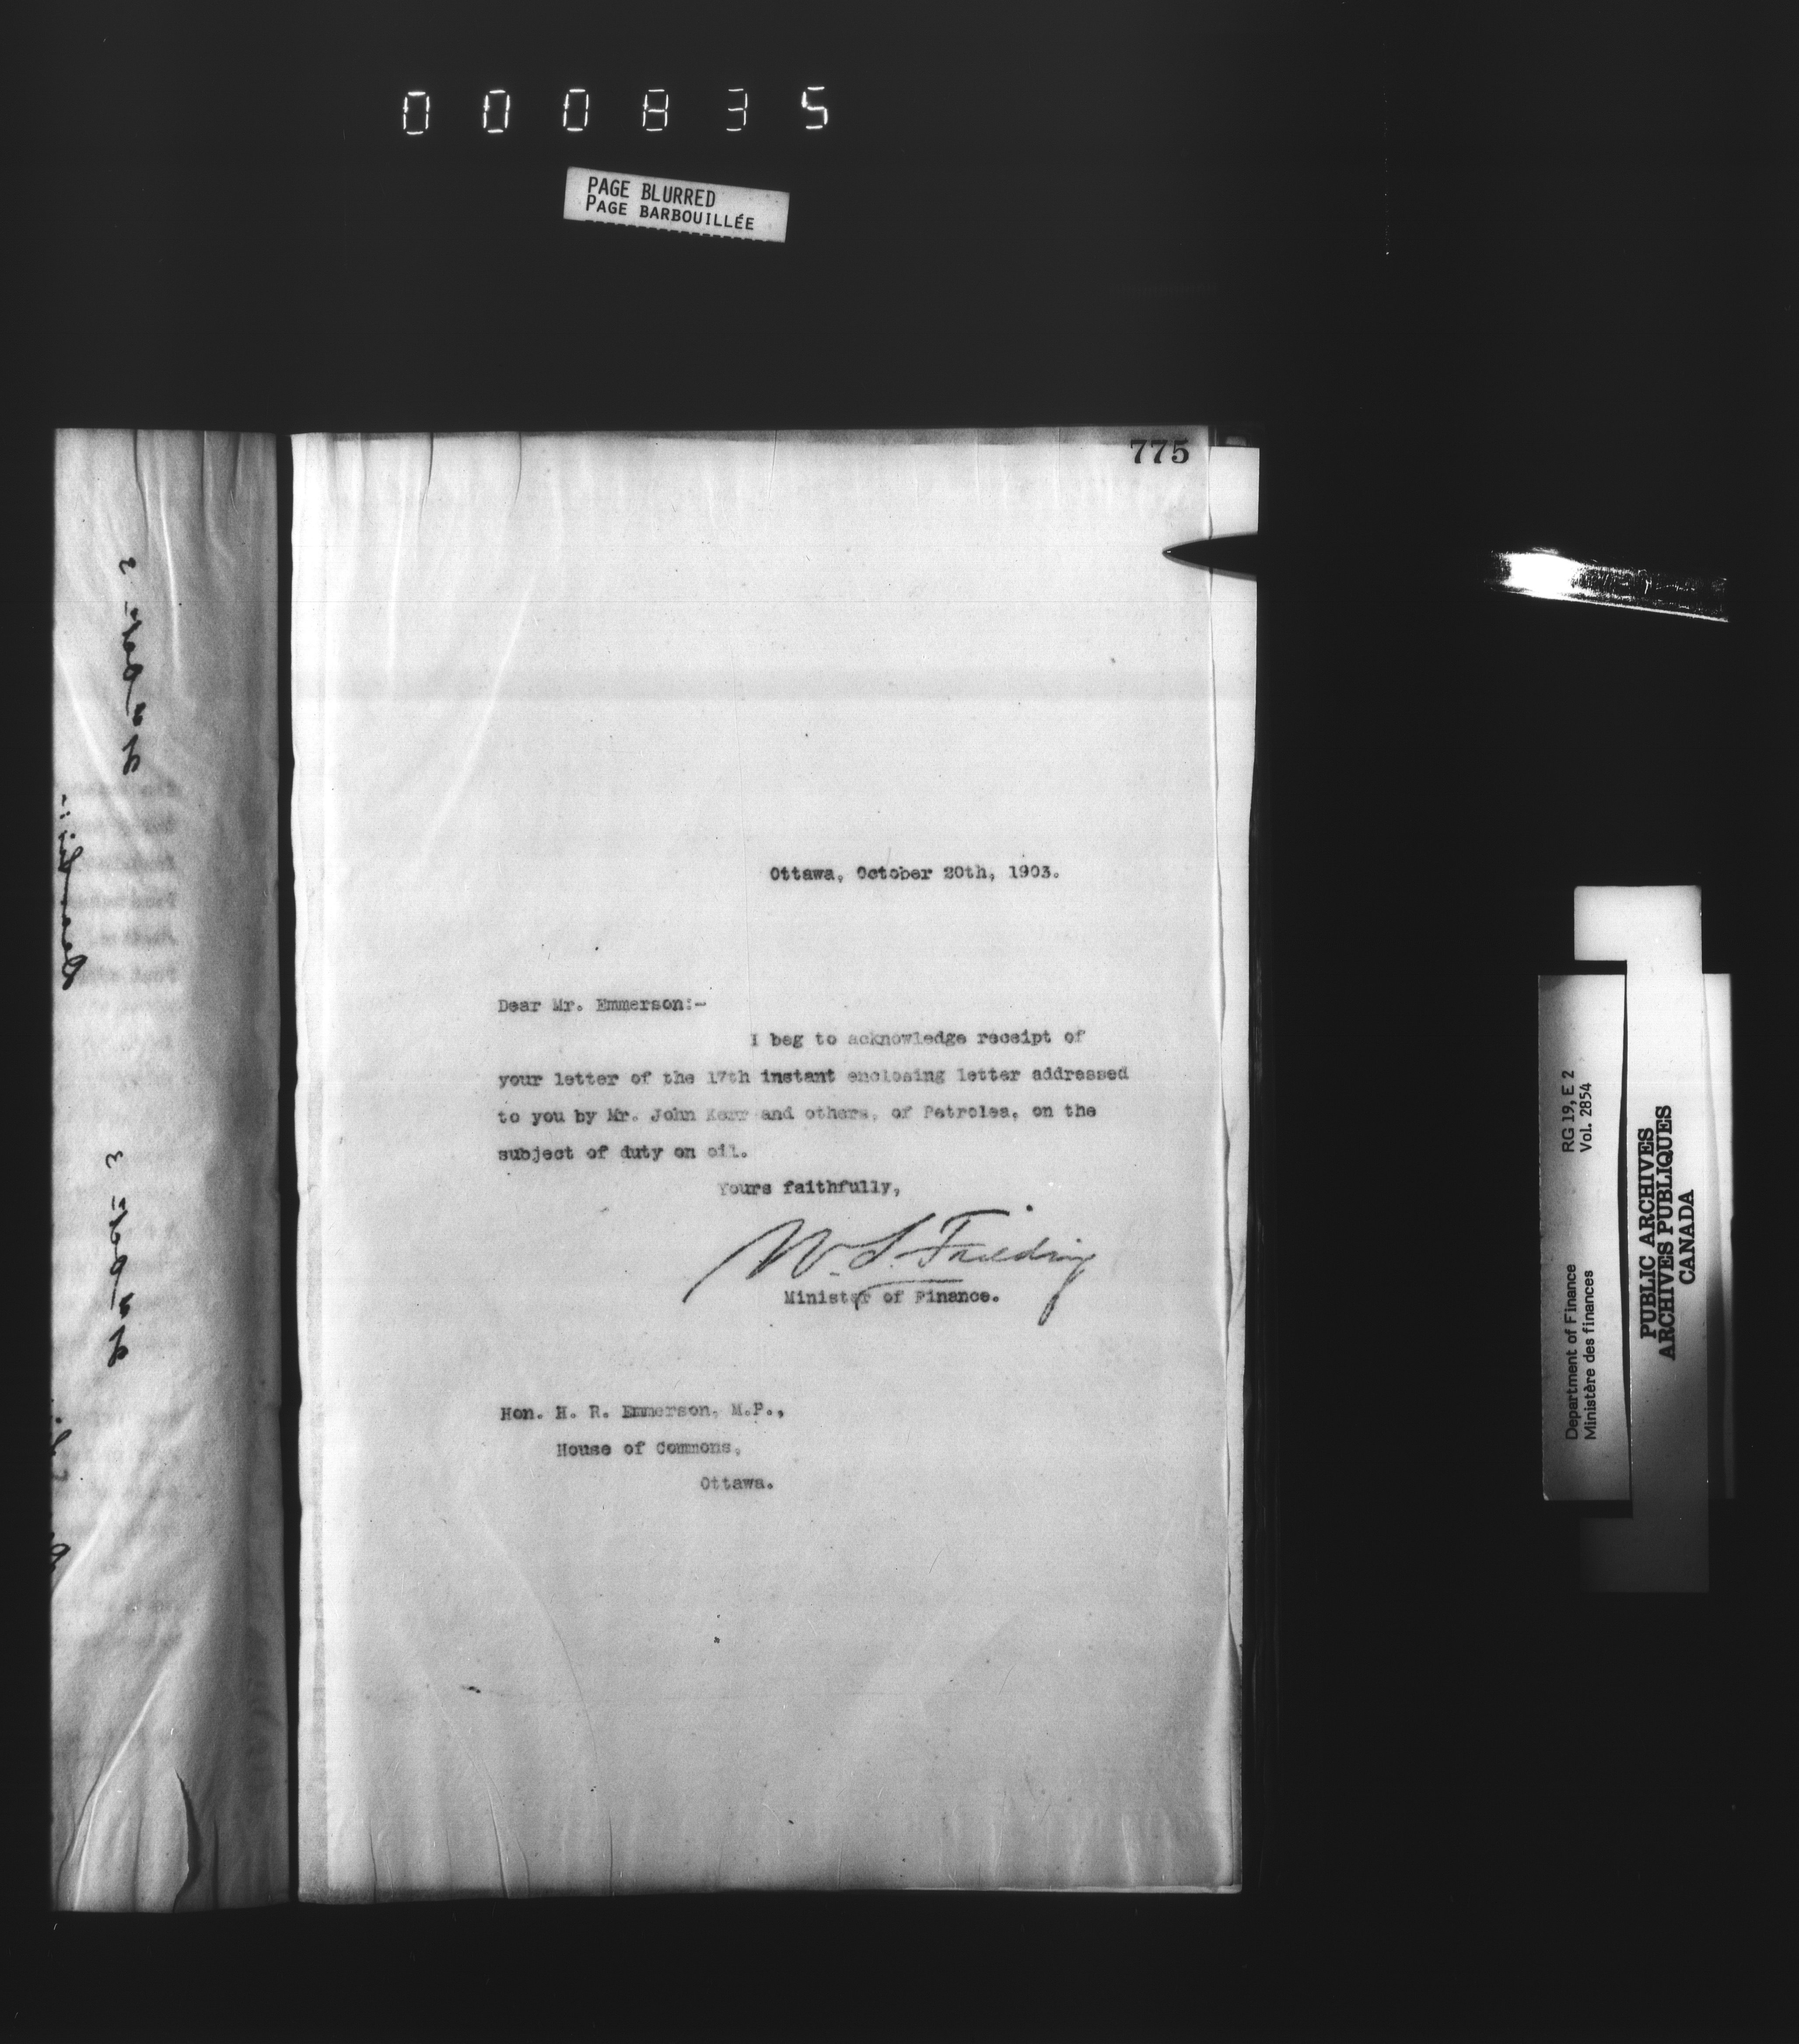 000835
PAGE BLURRED
PAGE BARBOUILLÉE
775
Ottawa, October 20th, 1903.
Dear Mr. Emmerson:-
I beg to acknowledge receipt of
your letter of the 17th instant enclosing letter addressed
to you by Mr. John Kerr and others, of Petrolea, on the
subject of duty on oil.
Yours faithfully,
W. S. Fielding
Minister of Finance.
Hon. H. R. Emmerson, M.P.,
House of Commons,
Ottawa.
Department of Finance RG 19, E 2
Ministère des finances Vol. 2854
PUBLIC ARCHIVES
ARCHIVES PUBLIQUES
CANADA